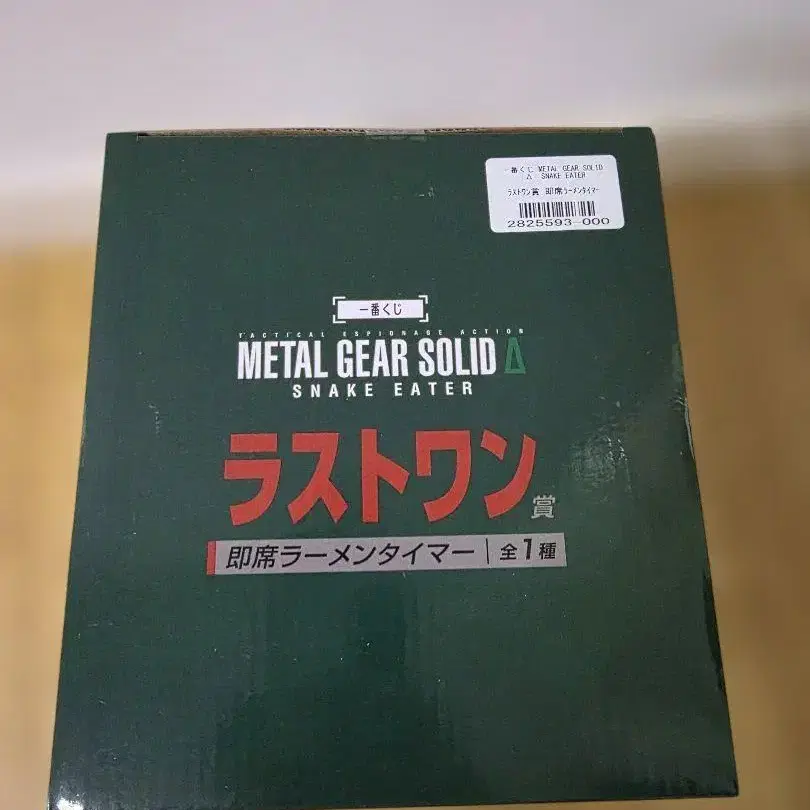 一番くじ METAL GEAR SOLID
Δ SNAKE EATER
ラストワン賞 即席ラーメンタイマー
2825593-000
一番くじ
TACTICAL ESPIONAGE ACTION
METAL GEAR SOLID Δ
SNAKE EATER
ラストワン賞
即席ラーメンタイマー 全1種